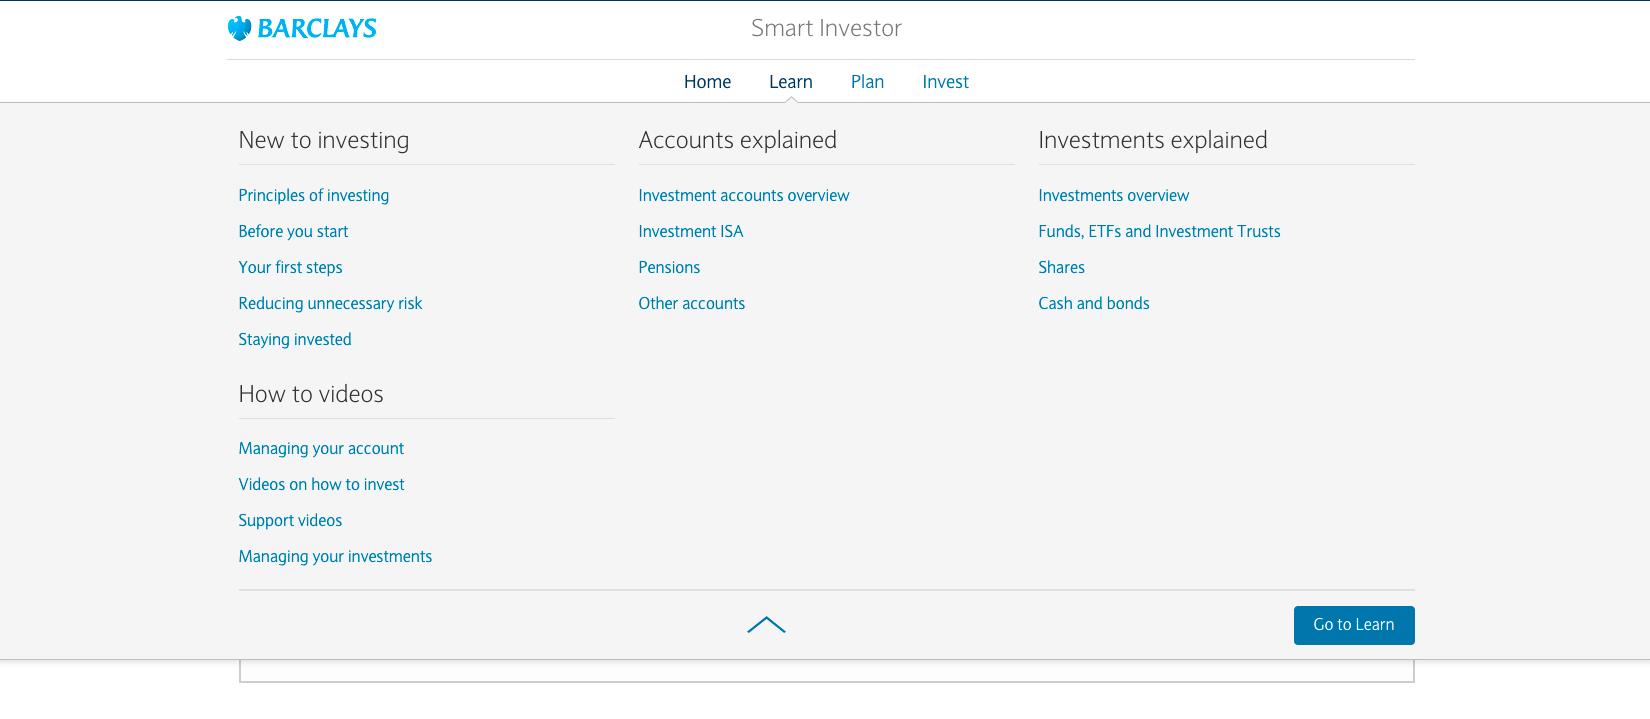 BARCLAYS
Smart Investor
Home Learn Plan Invest
New to investing
Principles of investing
Before you start
Your first steps
Reducing unnecessary risk
Staying invested
How to videos
Managing your account
Videos on how to invest
Support videos
Managing your investments
Accounts explained
Investment accounts overview
Investment ISA
Pensions
Other accounts
Investments explained
Investments overview
Funds, ETFs and Investment Trusts
Shares
Cash and bonds
Go to Learn